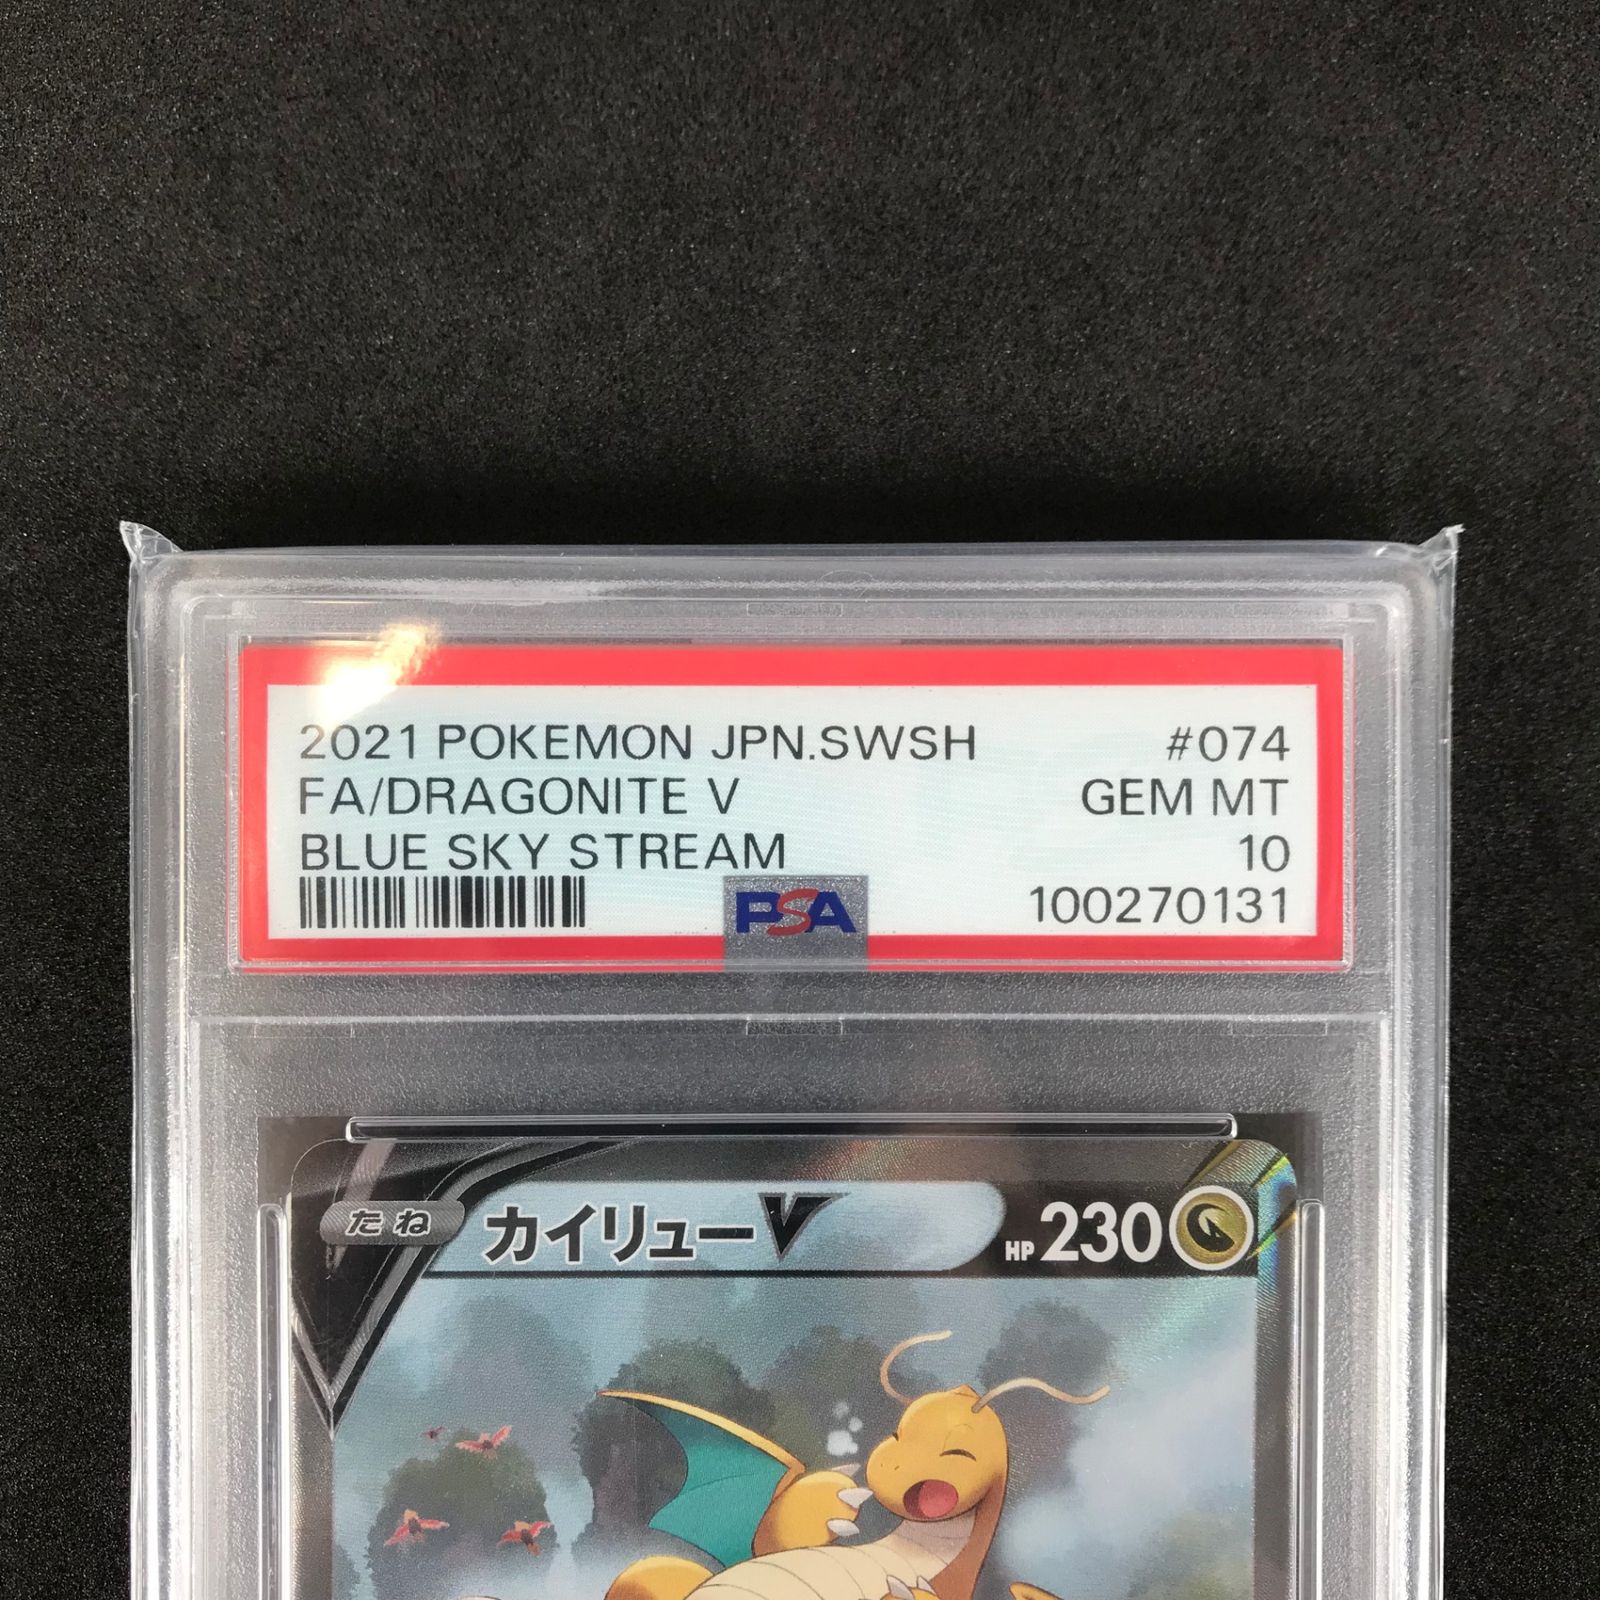 2021 POKEMON JPN.SWSH #074
FA/DRAGONITE V GEM MT
BLUE SKY STREAM 10
PSA 100270131
たね カイリューV HP 230